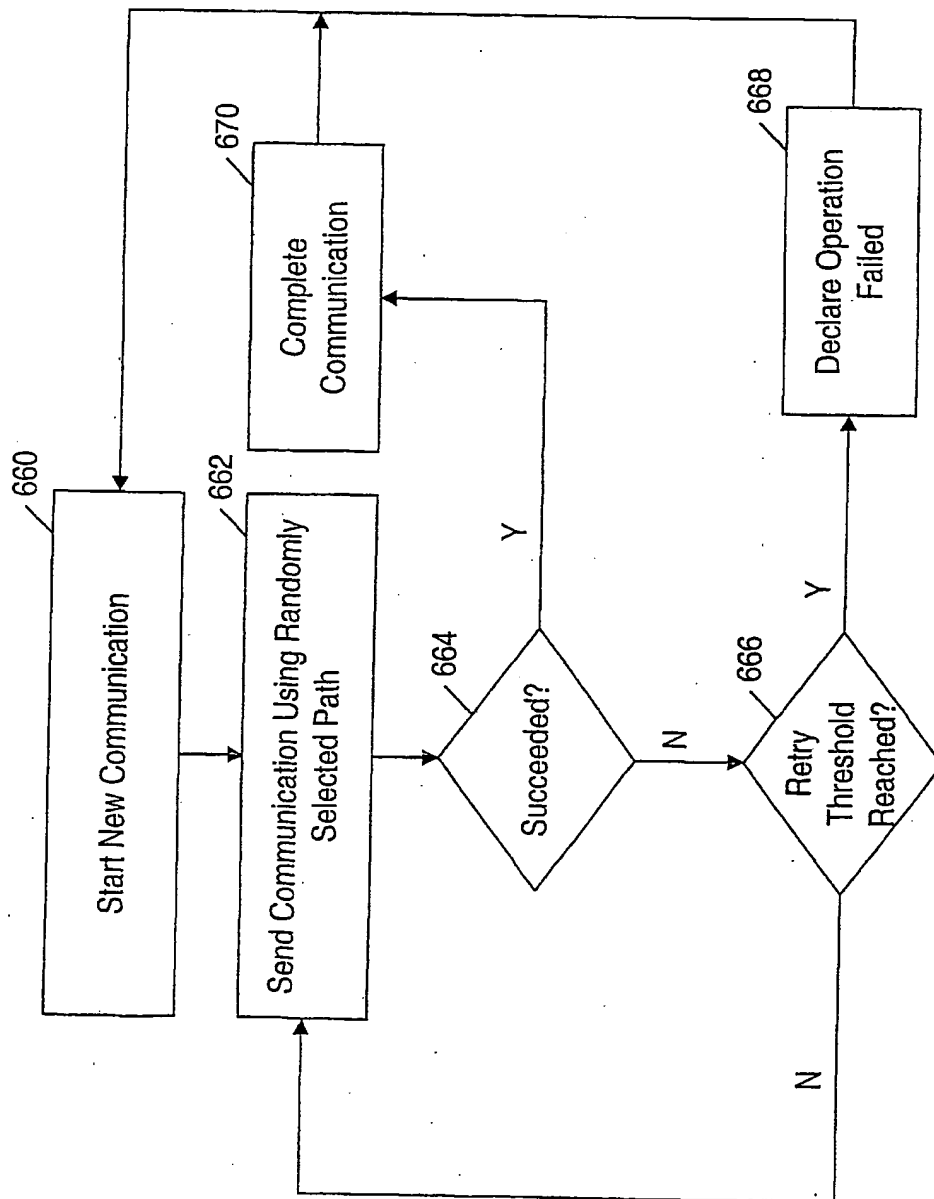 660
Start New Communication
662
Send Communication Using Randomly
Selected Path
664
Succeeded?
Y
N
670
Complete
Communication
666
Retry
Threshold
Reached?
Y
N
668
Declare Operation
Failed